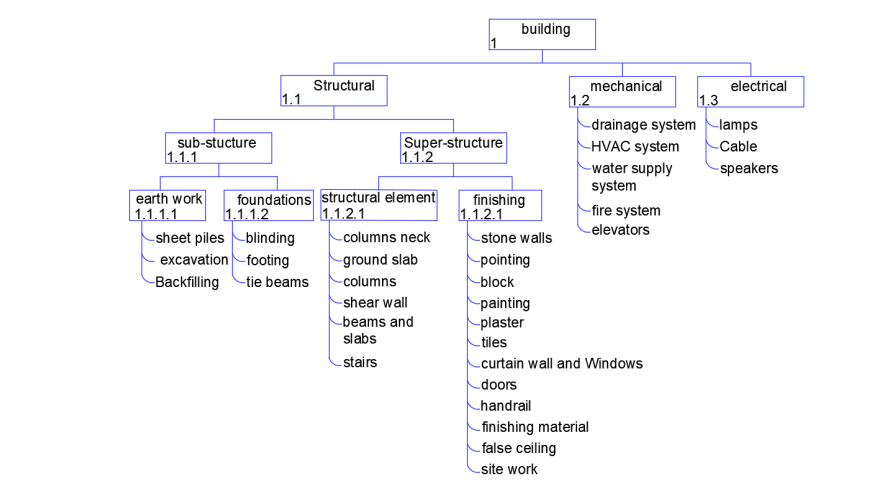 building
1
Structural
1.1
mechanical
1.2
electrical
1.3
drainage system
HVAC system
water supply
system
fire system
elevators
lamps
Cable
speakers
sub-stucture
1.1.1
Super-structure
1.1.2
earth work
1.1.1.1
foundations
1.1.1.2
structural element
1.1.2.1
finishing
1.1.2.1
sheet piles
excavation
Backfilling
blinding
footing
tie beams
columns neck
ground slab
columns
shear wall
beams and
slabs
stairs
stone walls
pointing
block
painting
plaster
tiles
curtain wall and Windows
doors
handrail
finishing material
false ceiling
site work